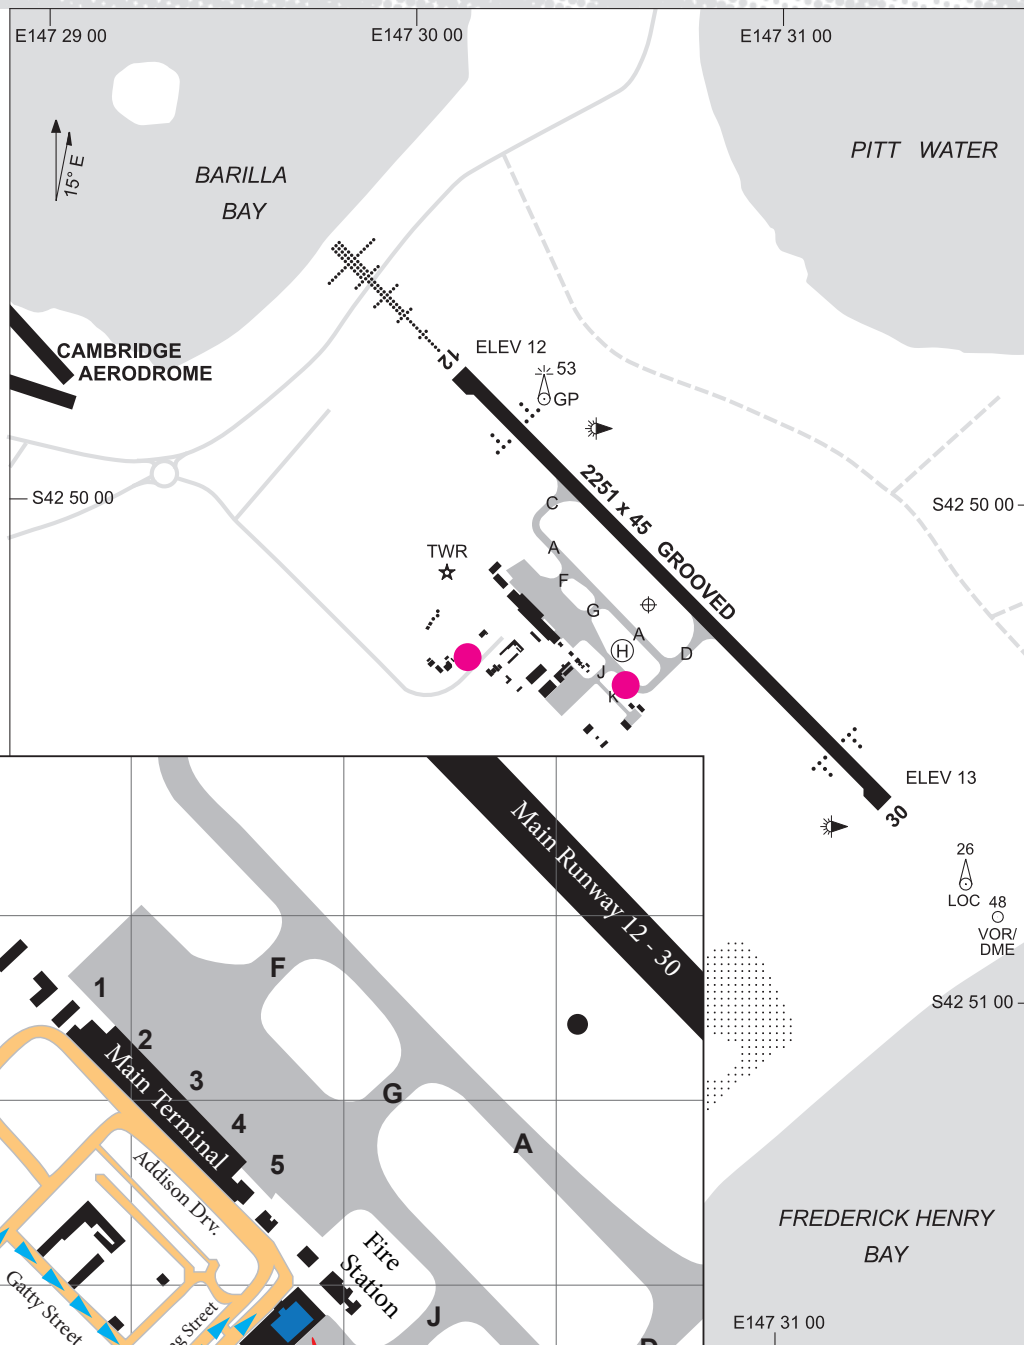 E147 29 00
E147 30 00
E147 31 00
PITT WATER
15° E
BARILLA
BAY
ELEV 12
12
CAMBRIDGE
AERODROME
53
GP
2251 x 45 GROOVED
S42 50 00
S42 50 00
C
TWR
A
F
G
A
H
D
J
K
ELEV 13
30
26
LOC
48
VOR/
DME
Main Runway 12 - 30
F
1
S42 51 00
2
Main Terminal
3
G
4
A
5
Addison Drv.
FREDERICK HENRY
BAY
Fire
Station
Gatty Street
J
Street
E147 31 00